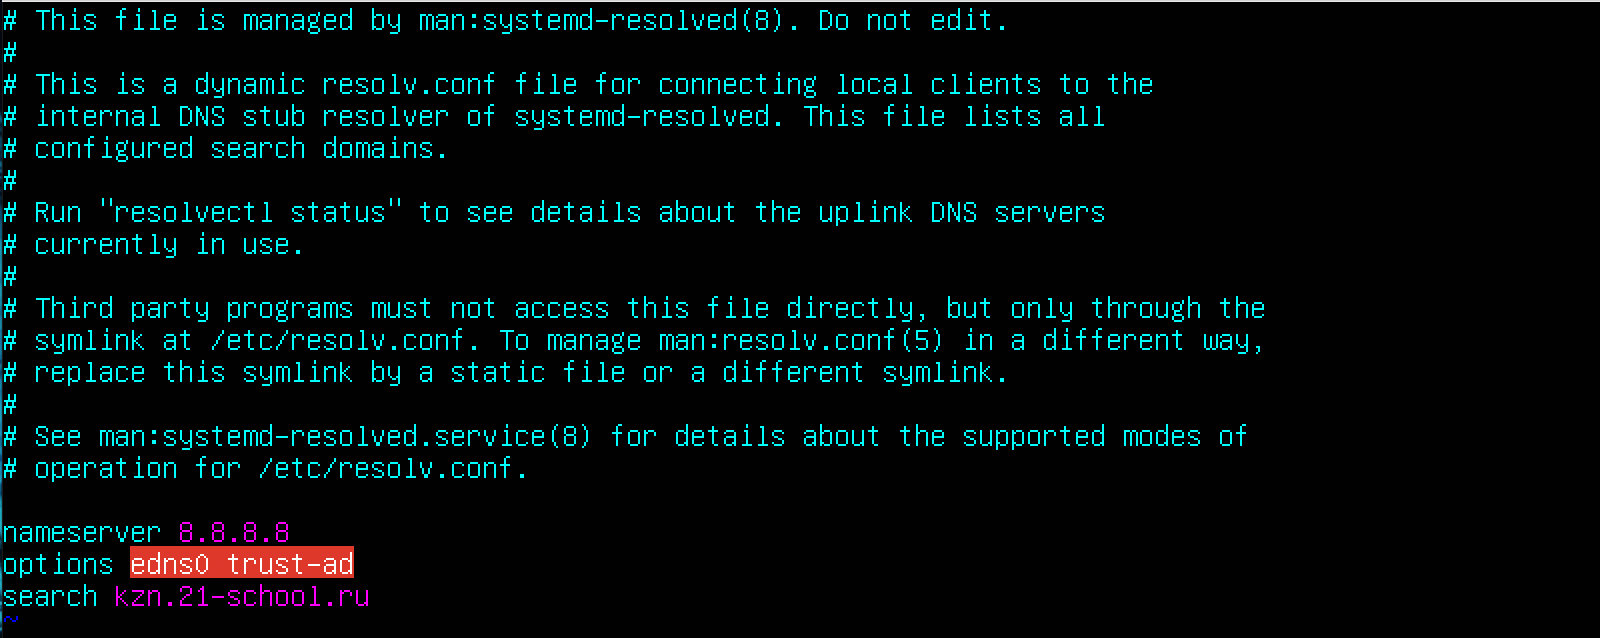 # This file is managed by man:systemd-resolved(8). Do not edit.
#
# This is a dynamic resolv.conf file for connecting local clients to the
# internal DNS stub resolver of systemd-resolved. This file lists all
# configured search domains.
#
# Run "resolvectl status" to see details about the uplink DNS servers
# currently in use.
#
# Third party programs must not access this file directly, but only through the
# symlink at /etc/resolv.conf. To manage man:resolv.conf(5) in a different way,
# replace this symlink by a static file or a different symlink.
#
# See man:systemd-resolved.service(8) for details about the supported modes of
# operation for /etc/resolv.conf.
nameserver 8.8.8.8
options edns0 trust-ad
search kzn.21-school.ru
~